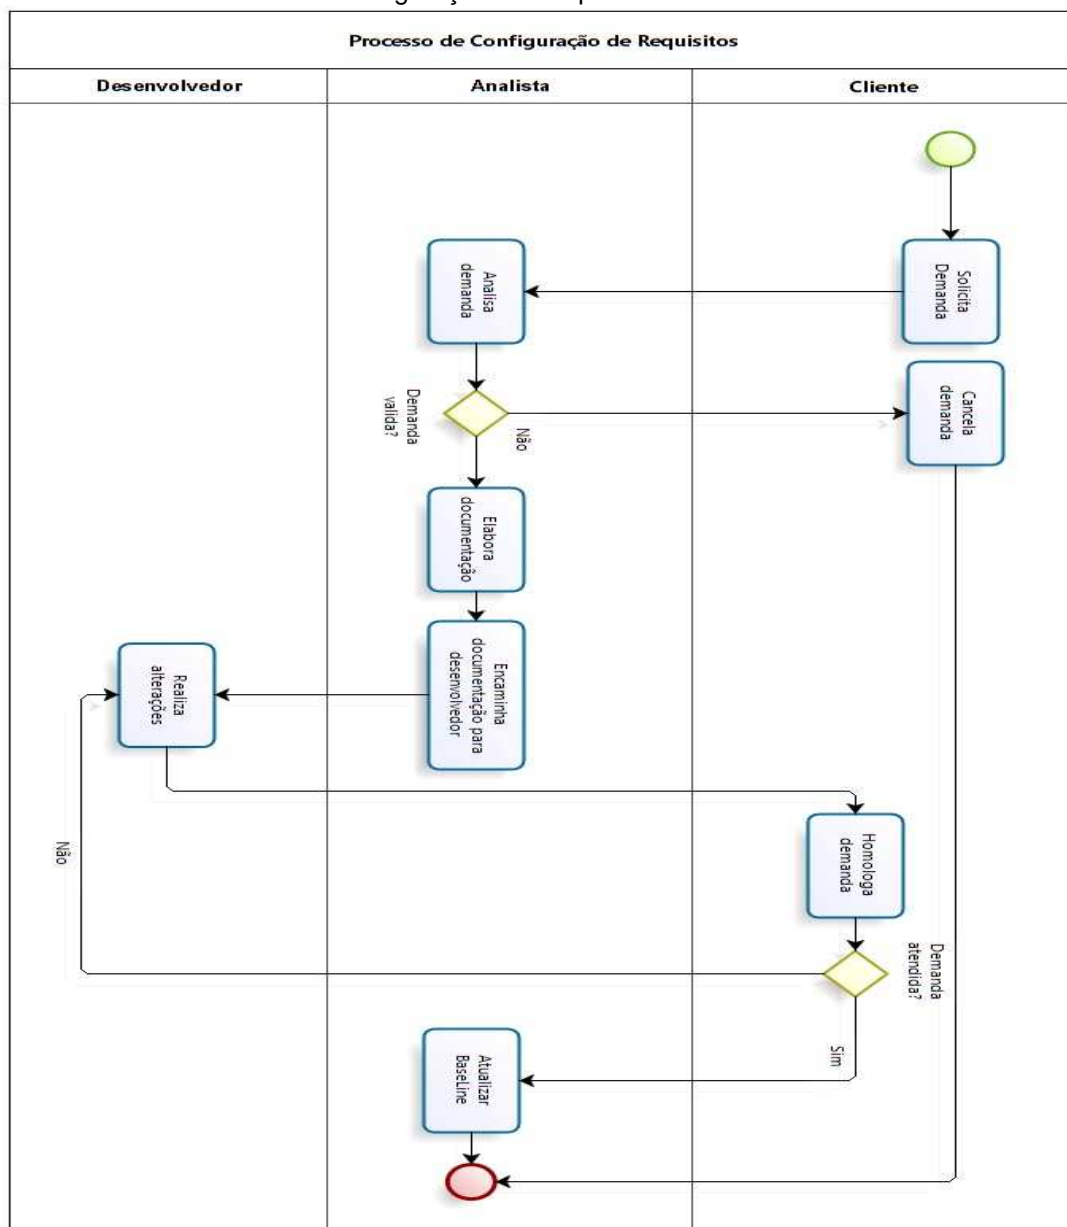 Processo de Configuração de Requisitos
Desenvolvedor
Analista
Cliente
Solicita
Demanda
Analisa
demanda
Cancela
demanda
Demanda
valida?
Não
Elabora
documentação
Encaminha
documentação para
desenvolvedor
Realiza
alterações
Homologa
demanda
Não
Demanda
atendida?
Sim
Atualizar
BaseLine